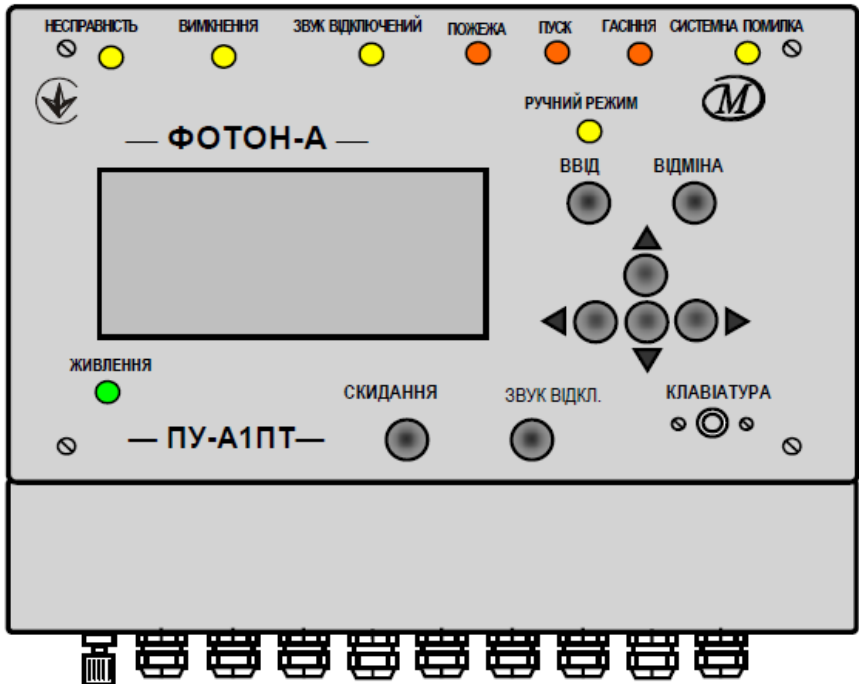 НЕСПРАВНІСТЬ ВИМКНЕННЯ ЗВУК ВІДКЛЮЧЕНИЙ ПОЖЕЖА ПУСК ГАСІННЯ СИСТЕМНА ПОМИЛКА
М
РУЧНИЙ РЕЖИМ
— ФОТОН-А —
ВВІД ВІДМІНА
ЖИВЛЕННЯ
СКИДАННЯ ЗВУК ВІДКЛ. КЛАВІАТУРА
— ПУ-А1ПТ—